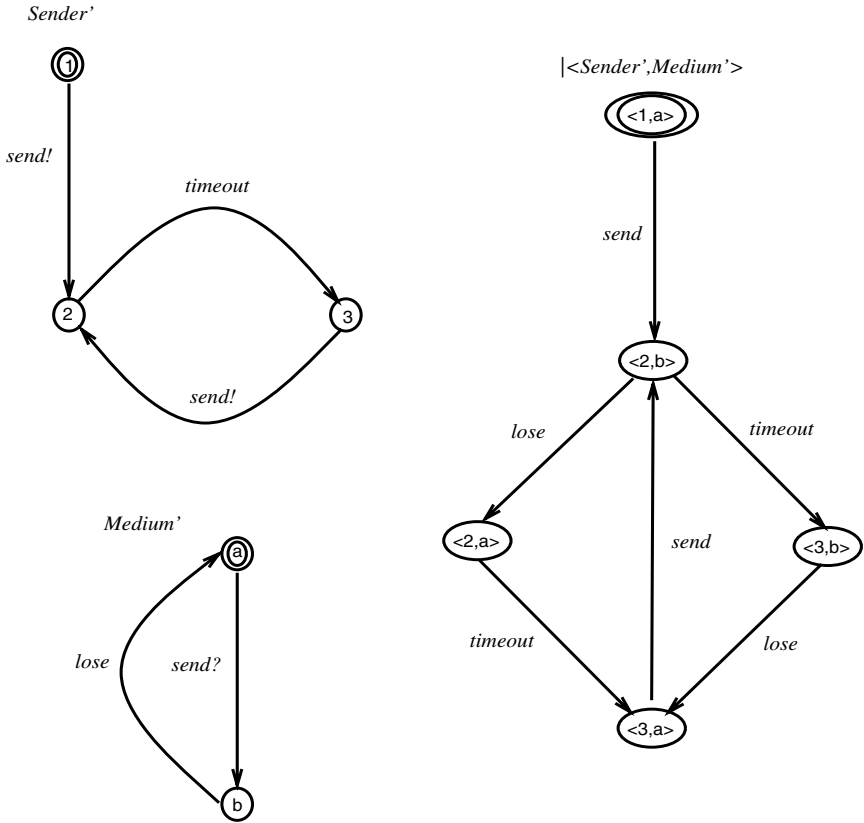 Sender'
1
send!
timeout
2
3
send!
Medium'
a
lose
send?
b
|<Sender',Medium'>
<1,a>
send
<2,b>
lose
timeout
<2,a>
send
<3,b>
timeout
lose
<3,a>